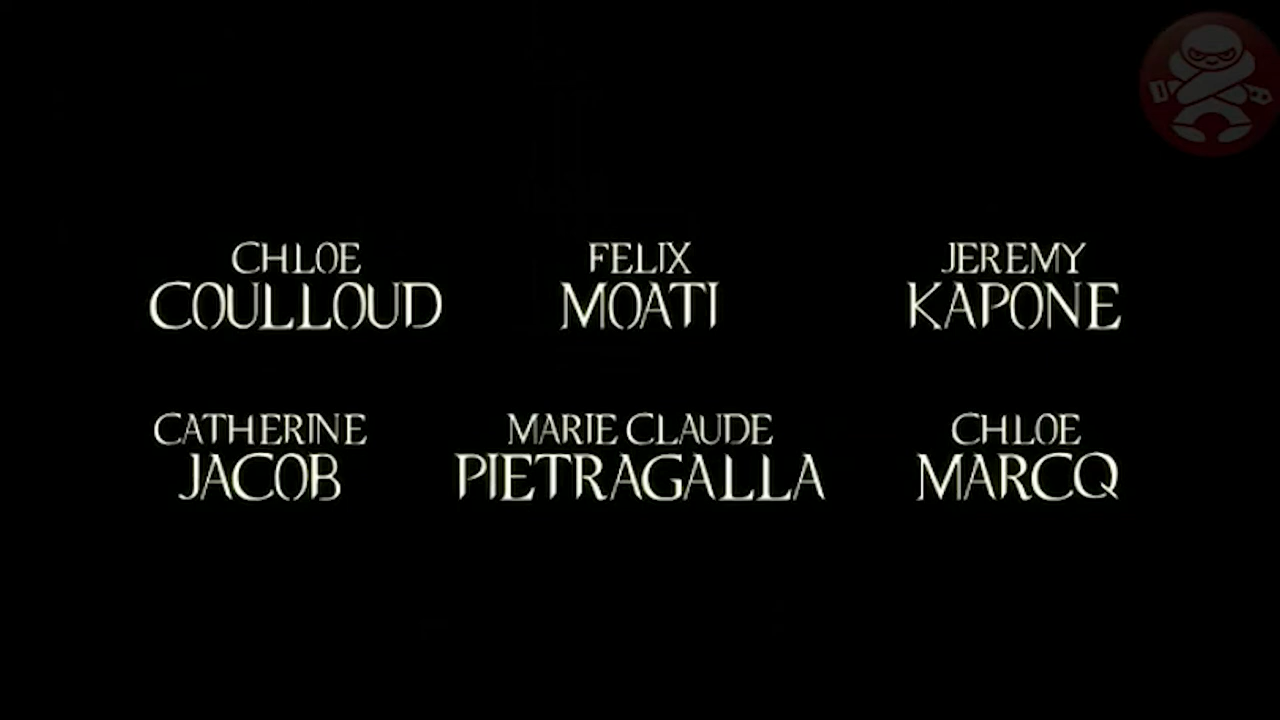 CHLOE
COULLOUD
FELIX
MOATI
JEREMY
KAPONE
CATHERINE
JACOB
MARIE CLAUDE
PIETRAGALLA
CHLOE
MARCQ